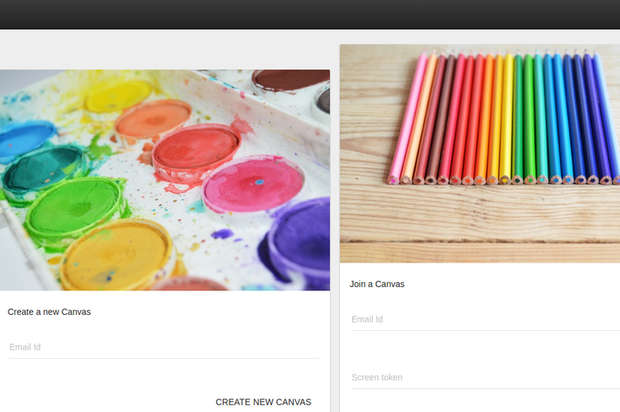 Create a new Canvas
Email Id
CREATE NEW CANVAS
Join a Canvas
Email Id
Screen token